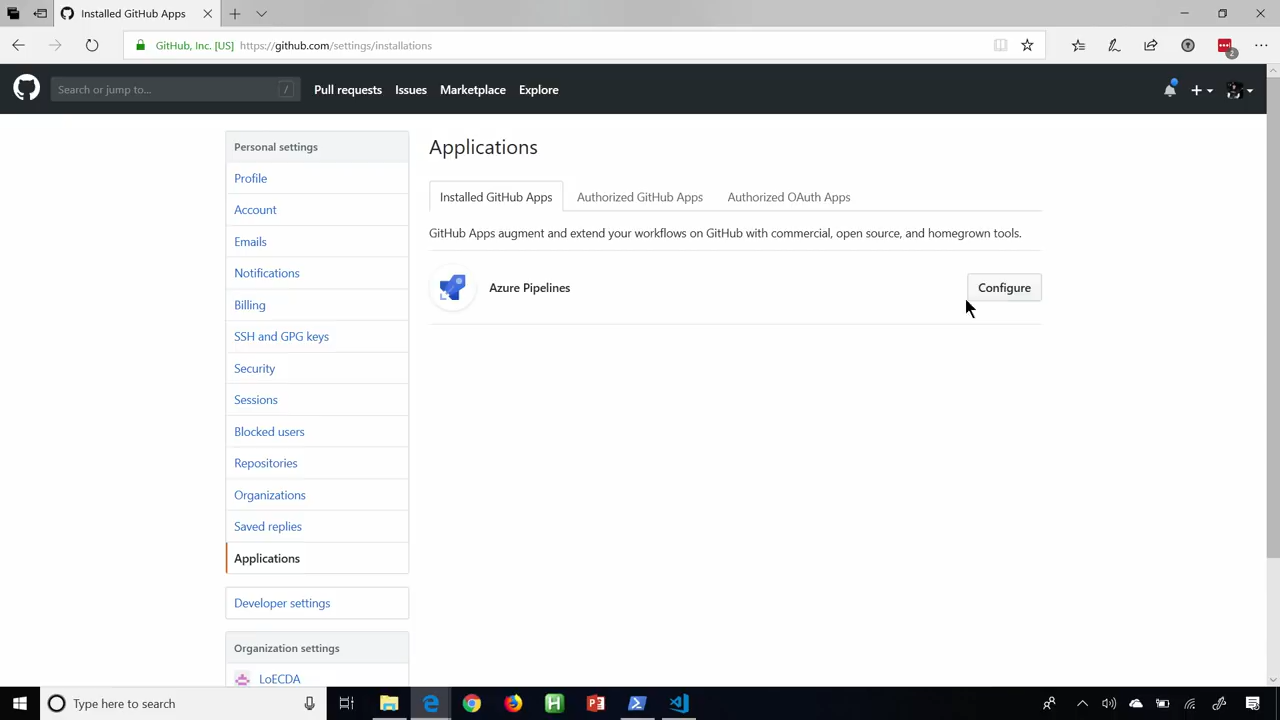 Installed GitHub Apps
GitHub, Inc. [US] https://github.com/settings/installations
2
Search or jump to... /
Pull requests Issues Marketplace Explore
Personal settings
Profile
Account
Emails
Notifications
Billing
SSH and GPG keys
Security
Sessions
Blocked users
Repositories
Organizations
Saved replies
Applications
Developer settings
Organization settings
LoECDA
Applications
Installed GitHub Apps Authorized GitHub Apps Authorized OAuth Apps
GitHub Apps augment and extend your workflows on GitHub with commercial, open source, and homegrown tools.
Azure Pipelines Configure
Type here to search